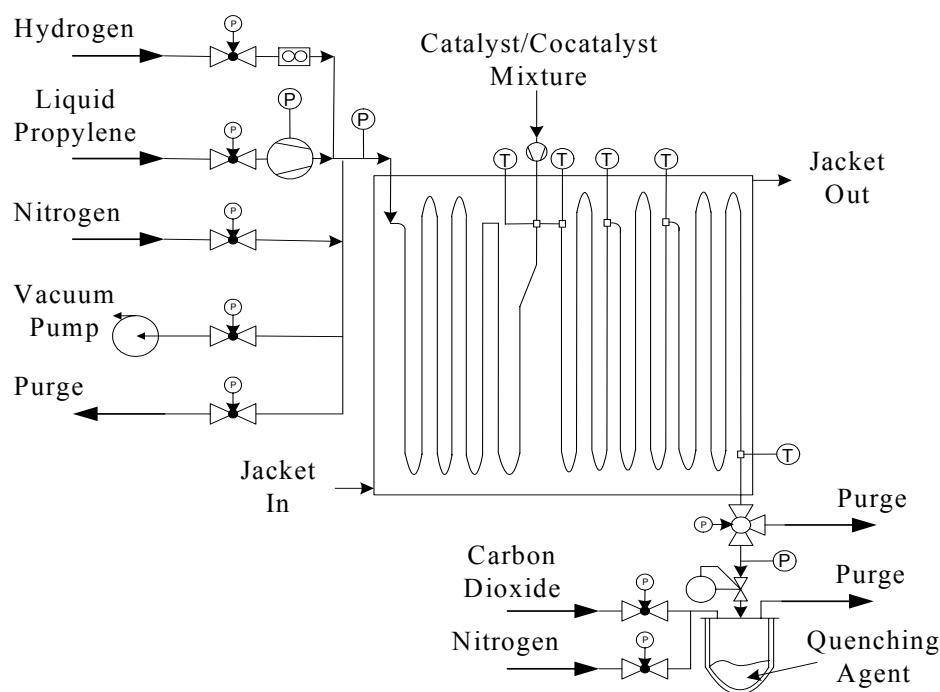 Hydrogen
P
Catalyst/Cocatalyst
Mixture
Liquid
Propylene
P
P
P
T
T
T
T
Jacket
Out
Nitrogen
P
Vacuum
Pump
P
Purge
P
T
Jacket
In
Purge
P
P
Carbon
Dioxide
P
Purge
Nitrogen
P
Quenching
Agent